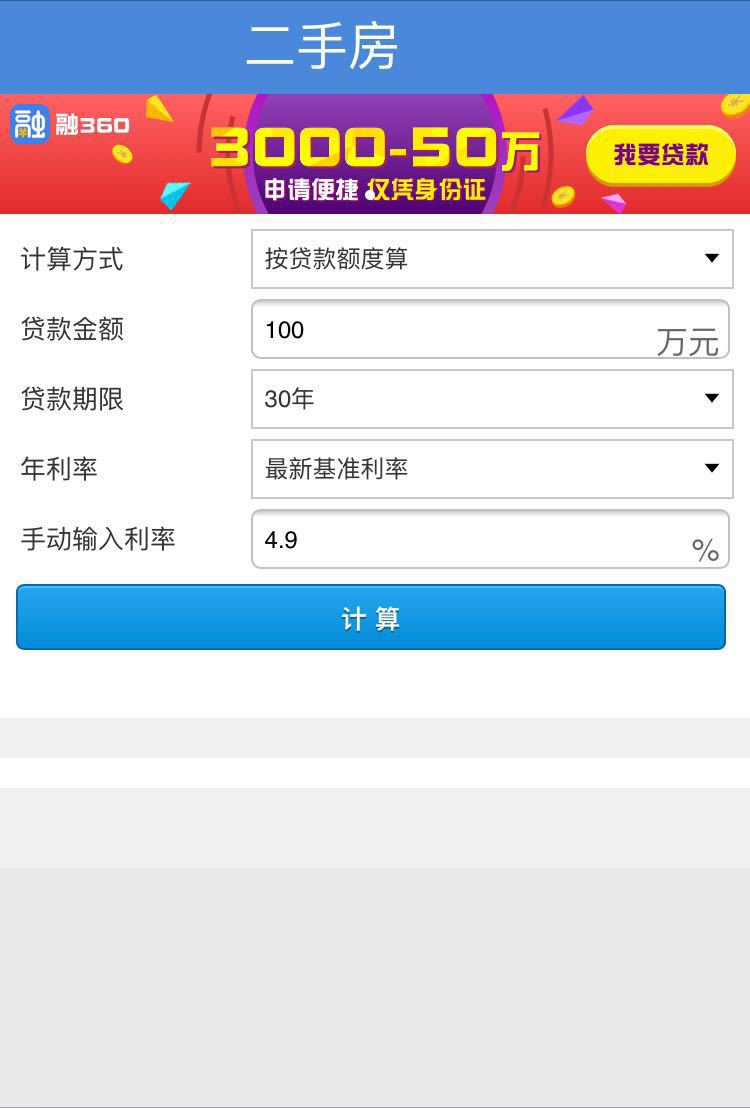 二手房
融 融360
3000-50万
申请便捷 仅凭身份证
我要贷款
计算方式 按贷款额度算
贷款金额 100 万元
贷款期限 30年
年利率 最新基准利率
手动输入利率 4.9 %
计 算